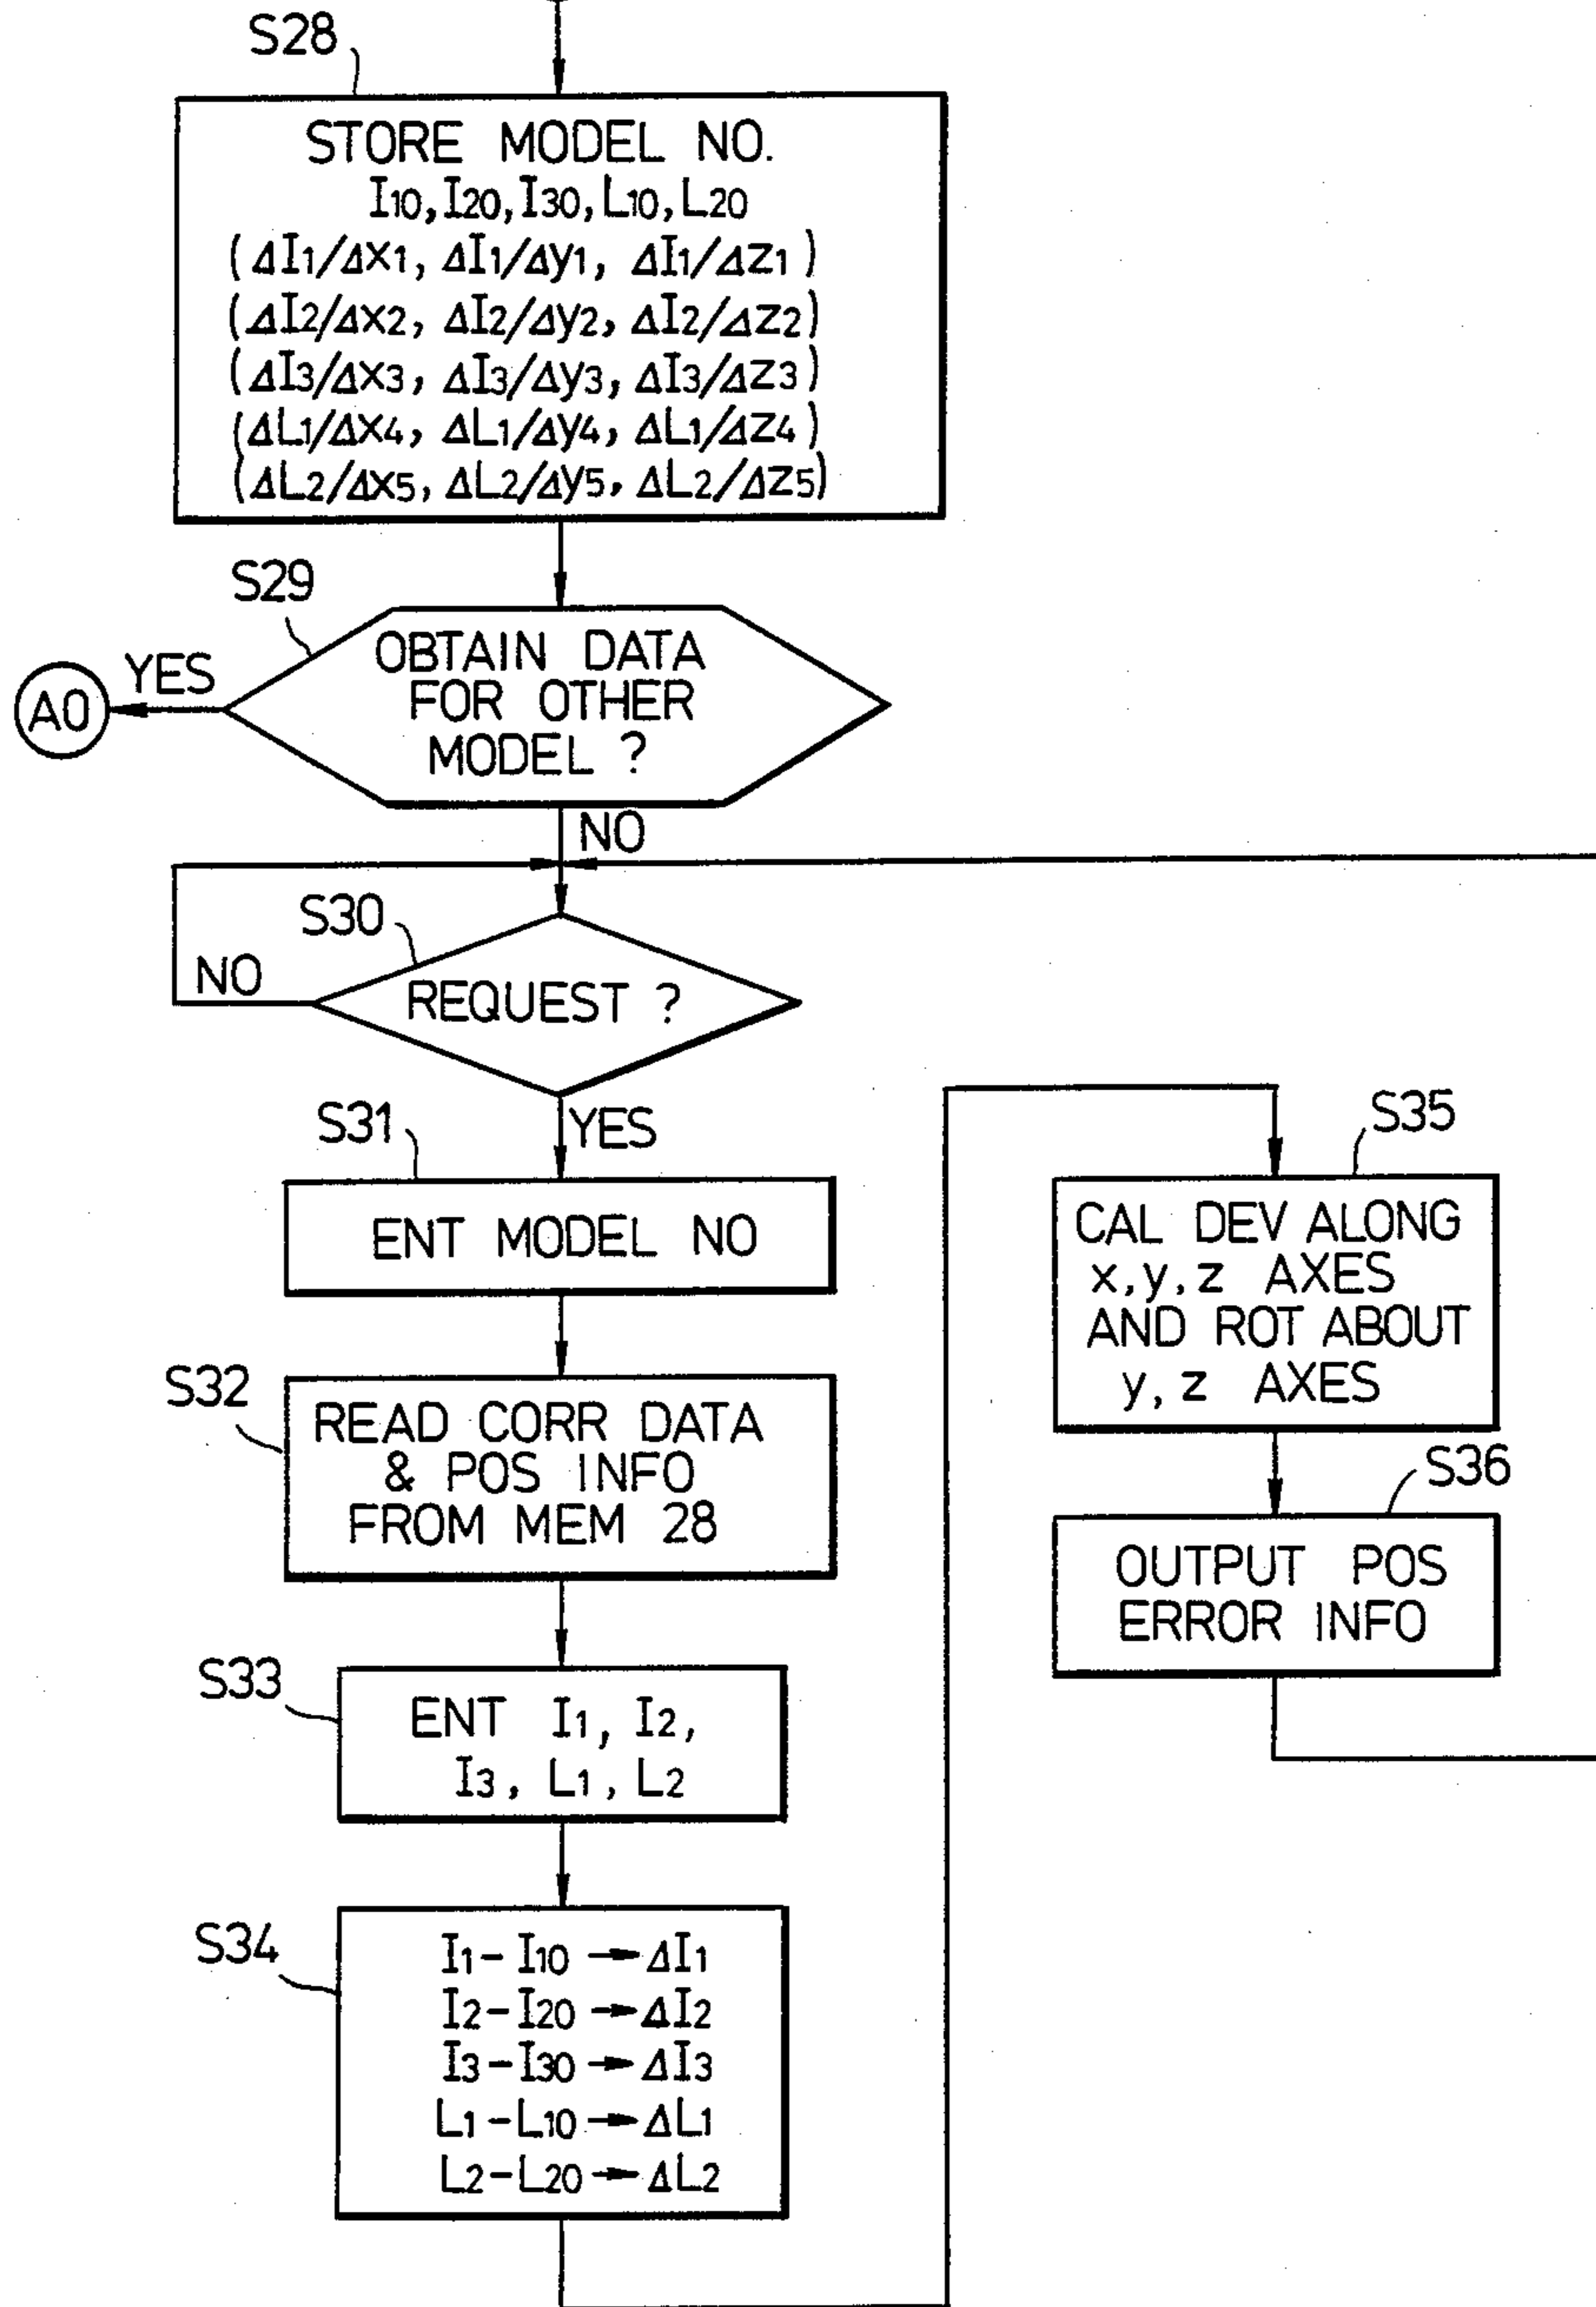 S28
STORE MODEL NO.
I10, I20, I30, L10, L20
(ΔI1/Δx1, ΔI1/Δy1, ΔI1/Δz1)
(ΔI2/Δx2, ΔI2/Δy2, ΔI2/Δz2)
(ΔI3/Δx3, ΔI3/Δy3, ΔI3/Δz3)
(ΔL1/Δx4, ΔL1/Δy4, ΔL1/Δz4)
(ΔL2/Δx5, ΔL2/Δy5, ΔL2/Δz5)
S29
OBTAIN DATA
FOR OTHER
MODEL ?
YES
A0
NO
S30
REQUEST ?
NO
YES
S31
ENT MODEL NO
S32
READ CORR DATA
& POS INFO
FROM MEM 28
S33
ENT I1, I2,
I3, L1, L2
S34
I1 - I10 → ΔI1
I2 - I20 → ΔI2
I3 - I30 → ΔI3
L1 - L10 → ΔL1
L2 - L20 → ΔL2
S35
CAL DEV ALONG
x, y, z AXES
AND ROT ABOUT
y, z AXES
S36
OUTPUT POS
ERROR INFO